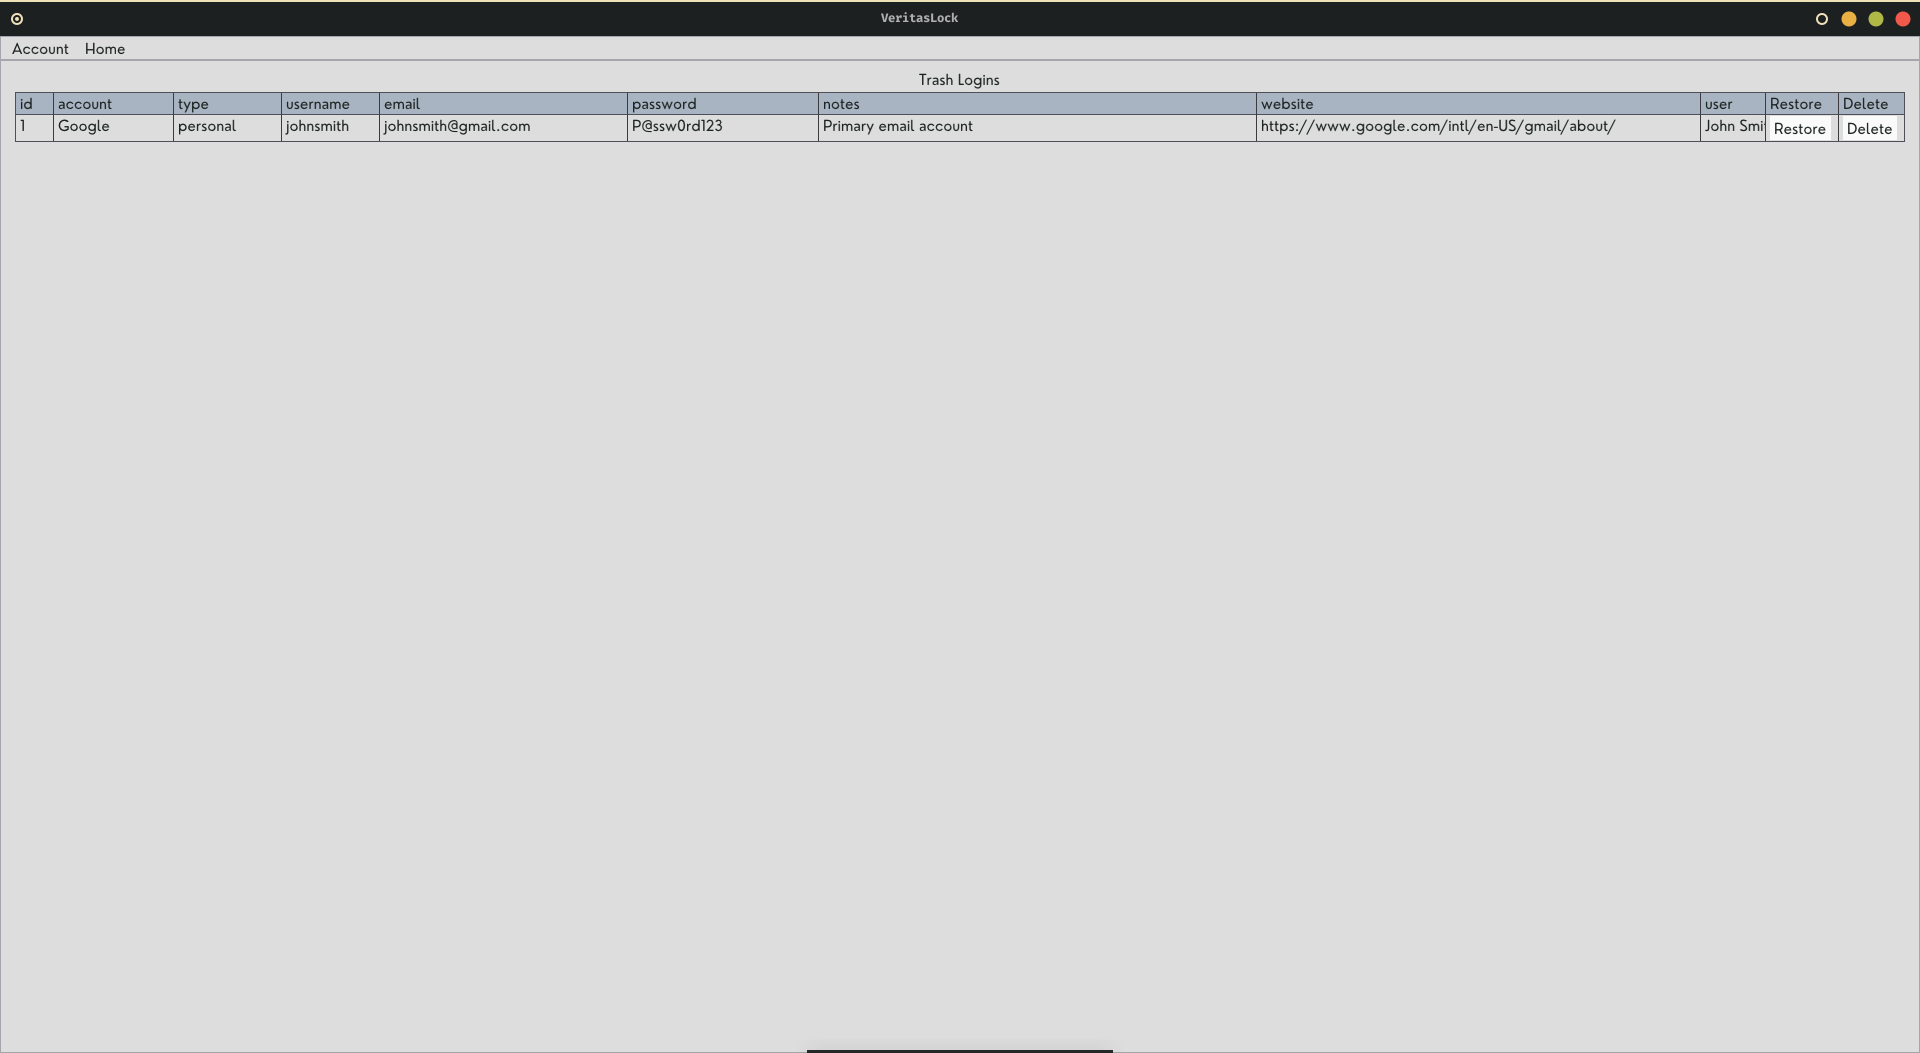 VeritasLock
Account Home
Trash Logins
id account type username email password notes website user Restore Delete
1 Google personal johnsmith johnsmith@gmail.com P@ssw0rd123 Primary email account https://www.google.com/intl/en-US/gmail/about/ John Smi Restore Delete